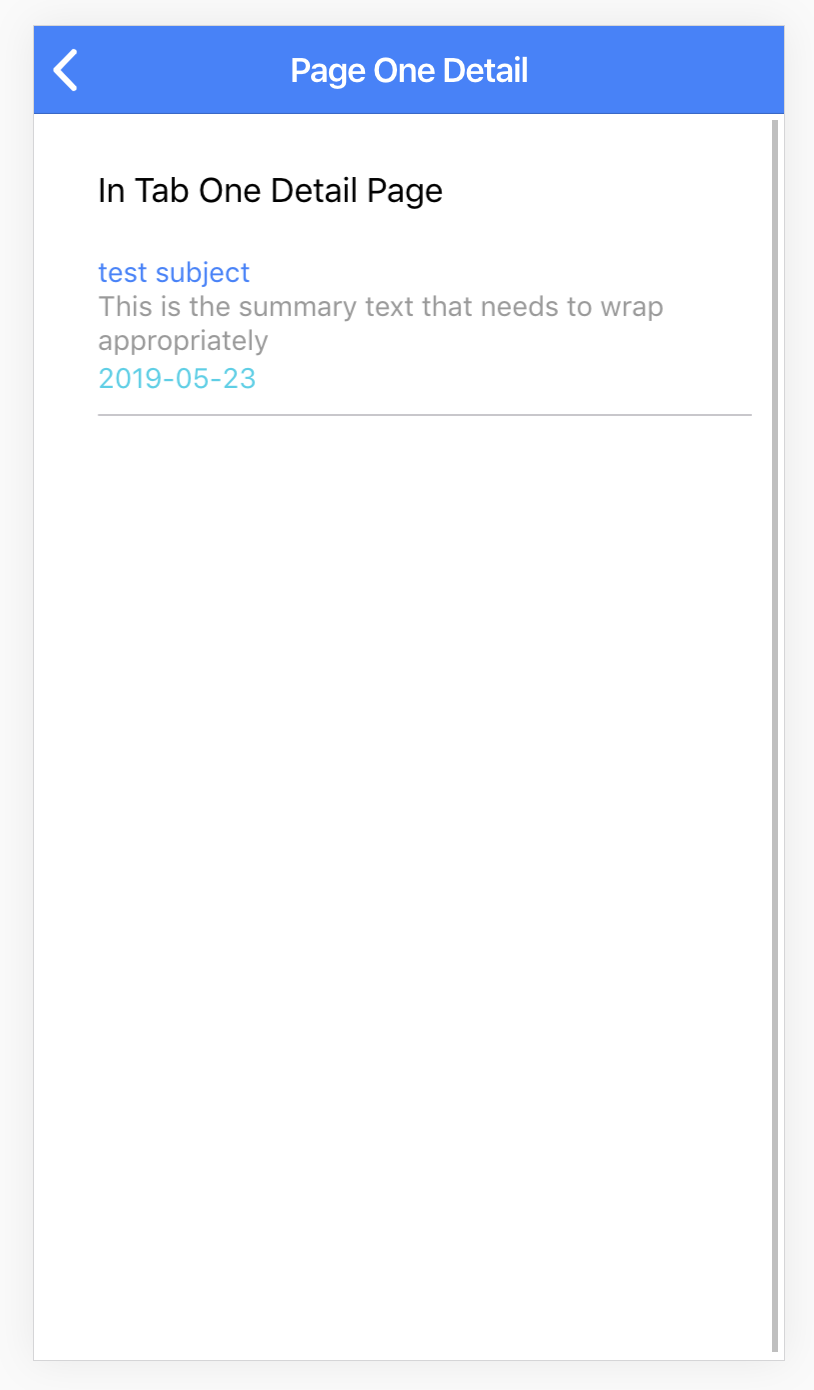 Page One Detail
In Tab One Detail Page
test subject
This is the summary text that needs to wrap
appropriately
2019-05-23